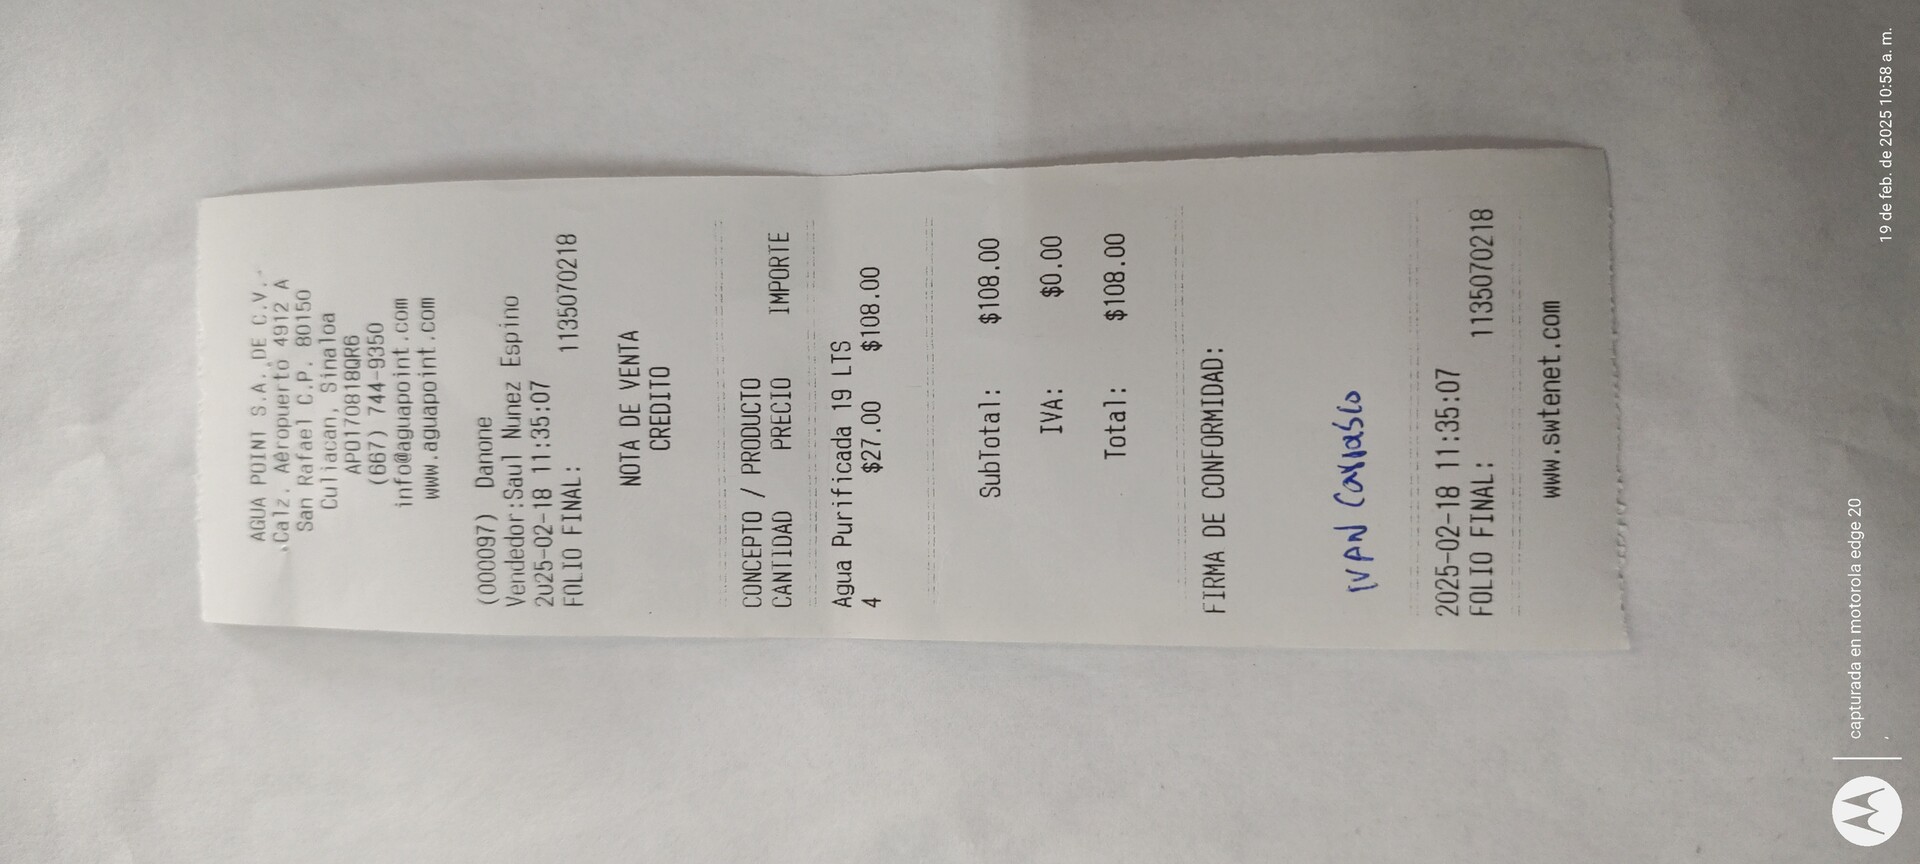 AGUA POINT S.A. DE C.V.
Calz. Aeropuerto 4912 A
San Rafael C.P. 80150
Culiacan, Sinaloa
APO170818QR6
(667) 744-9350
info@aguapoint.com
www.aguapoint.com
(000097) Danone
Vendedor:Saul Nunez Espino
2025-02-18 11:35:07
FOLIO FINAL: 1135070218
NOTA DE VENTA
CREDITO
CONCEPTO / PRODUCTO
CANTIDAD PRECIO IMPORTE
Agua Purificada 19 LTS
4 $27.00 $108.00
SubTotal: $108.00
IVA: $0.00
Total: $108.00
FIRMA DE CONFORMIDAD:
IVAN Carrasco
2025-02-18 11:35:07
FOLIO FINAL: 1135070218
www.swtenet.com
capturada en motorola edge 20
19 de feb. de 2025 10:58 a. m.